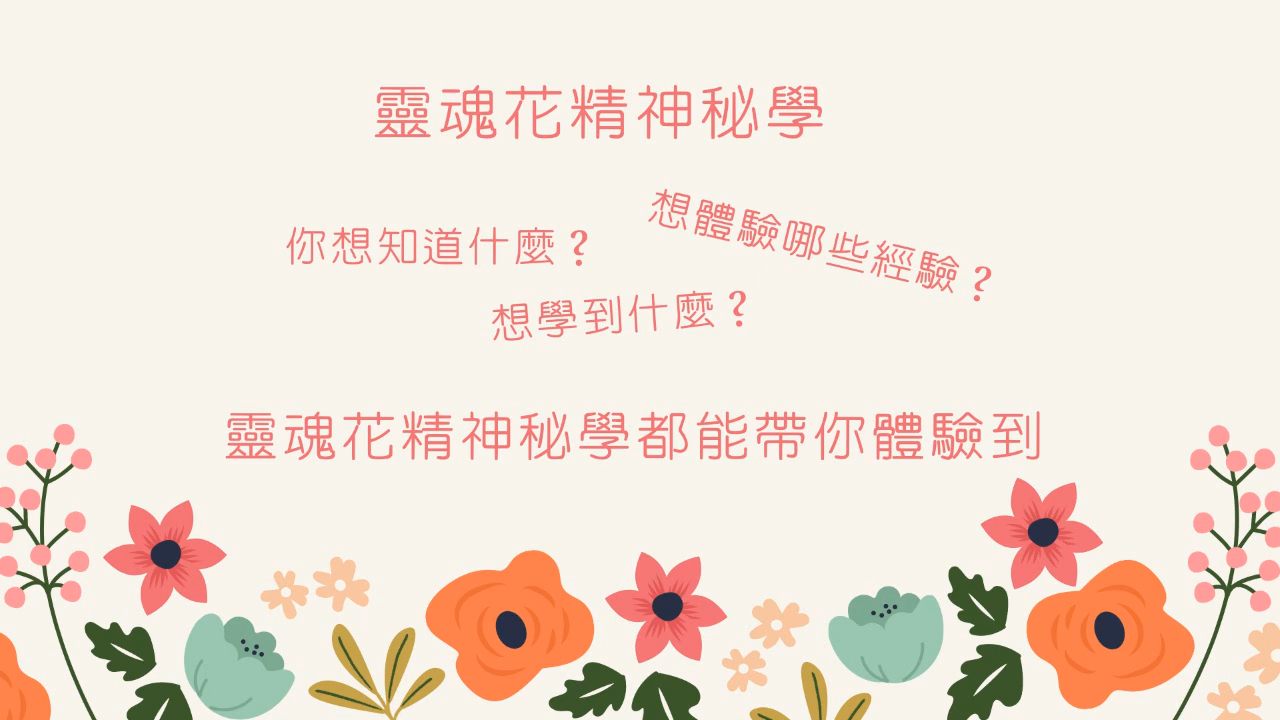 靈魂花精神秘學
你想知道什麼？
想體驗哪些經驗？
想學到什麼？
靈魂花精神秘學都能帶你體驗到